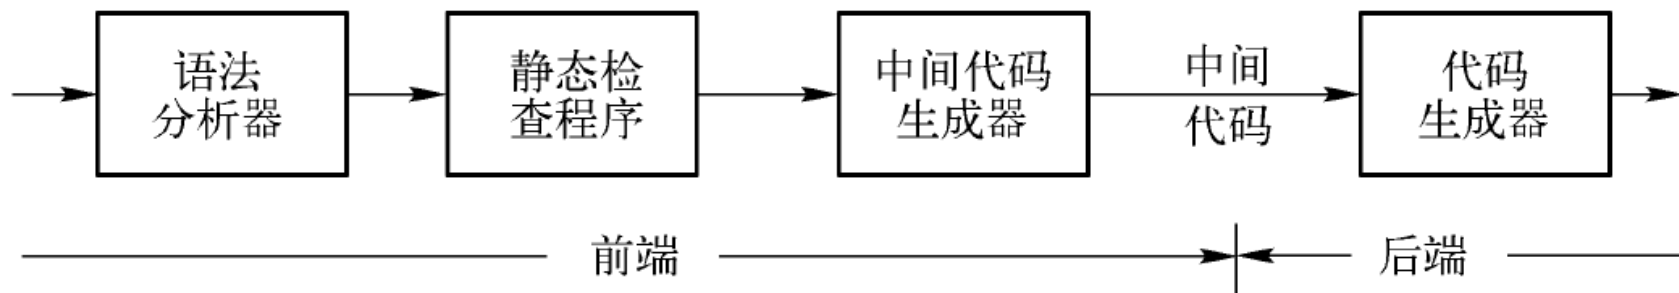 语法
分析器
静态检
查程序
中间代码
生成器
中间
代码
代码
生成器
前端
后端